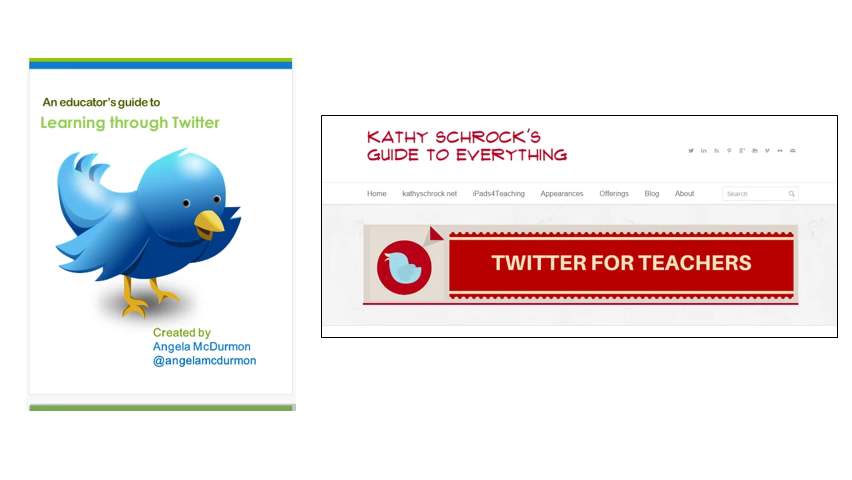 An educator's guide to
Learning through Twitter
Created by
Angela McDurmon
@angelamcdurmon
KATHY SCHROCK'S
GUIDE TO EVERYTHING
Home kathyschrock.net iPads4Teaching Appearances Offerings Blog About Search
TWITTER FOR TEACHERS